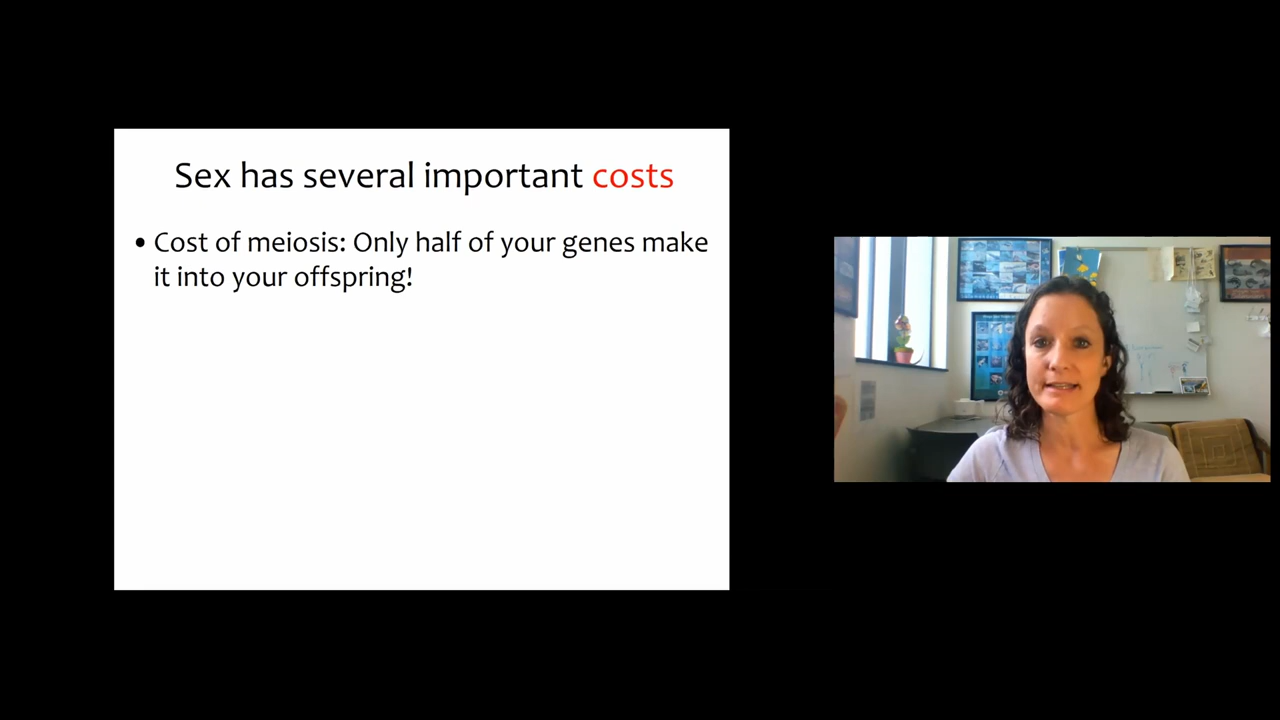 Sex has several important costs
• Cost of meiosis: Only half of your genes make
it into your offspring!